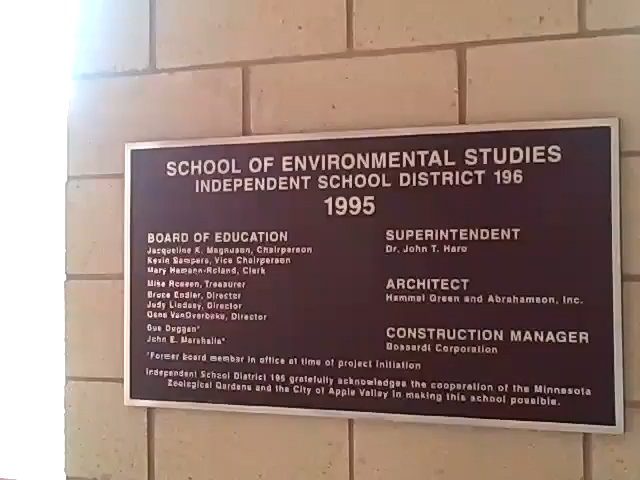 SCHOOL OF ENVIRONMENTAL STUDIES
INDEPENDENT SCHOOL DISTRICT 196
1995
BOARD OF EDUCATION
Jacqueline K. Magnuson, Chairperson
Kevin Sampers, Vice Chairperson
Mary Hamann-Roland, Clerk
Mike Roseen, Treasurer
Bruce Endler, Director
Judy Lindsay, Director
Gene VanOverbeke, Director
Sue Duggan*
John E. Marshalla*
*Former board member in office at time of project initiation
SUPERINTENDENT
Dr. John T. Haro
ARCHITECT
Hammel Green and Abrahamson, Inc.
CONSTRUCTION MANAGER
Bossardt Corporation
Independent School District 196 gratefully acknowledges the cooperation of the Minnesota
Zoological Gardens and the City of Apple Valley in making this school possible.